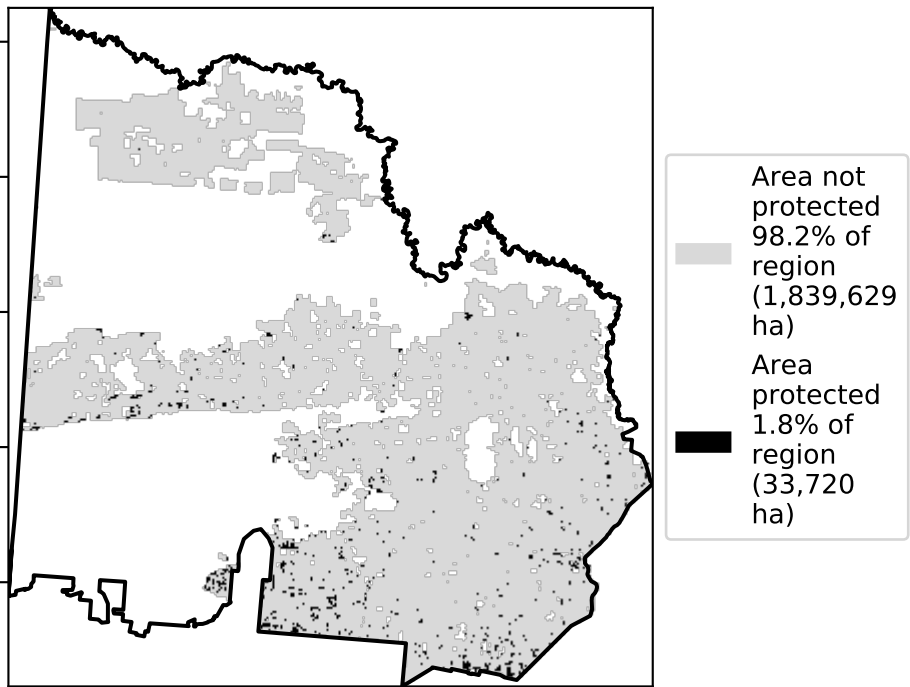 Area not
protected
98.2% of
region
(1,839,629
ha)
Area
protected
1.8% of
region
(33,720
ha)